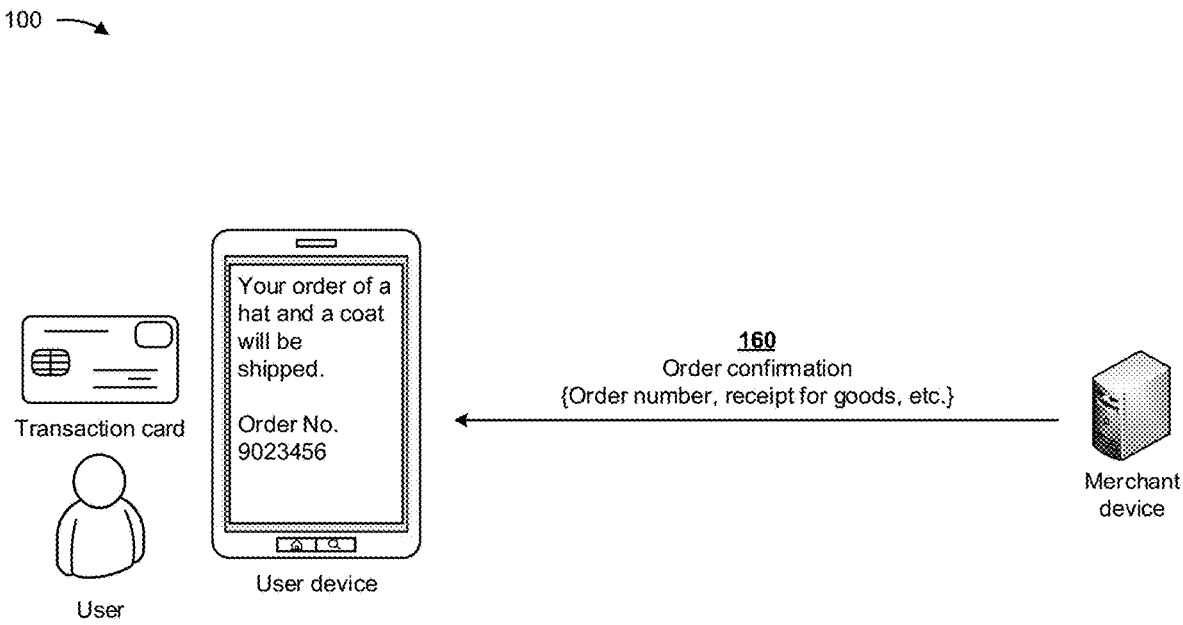 100
Your order of a
hat and a coat
will be
shipped.
Order No.
9023456
Transaction card
User
User device
160
Order confirmation
{Order number, receipt for goods, etc.}
Merchant
device